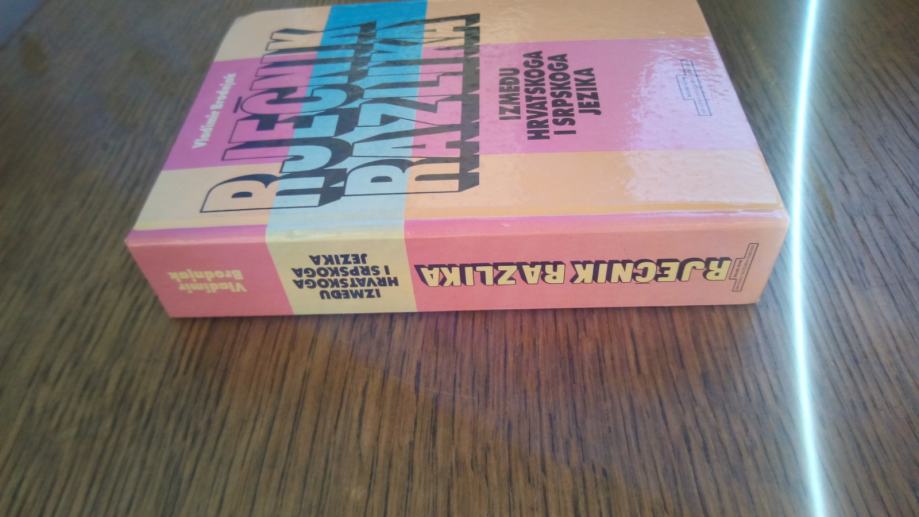 Vladimir Brodnjak
RJEČNIK
RAZLIKA
IZMEĐU
HRVATSKOGA
I SRPSKOGA
JEZIKA
Vladimir
Brodnjak
IZMEĐU
HRVATSKOGA
I SRPSKOGA
JEZIKA
RJEČNIK RAZLIKA